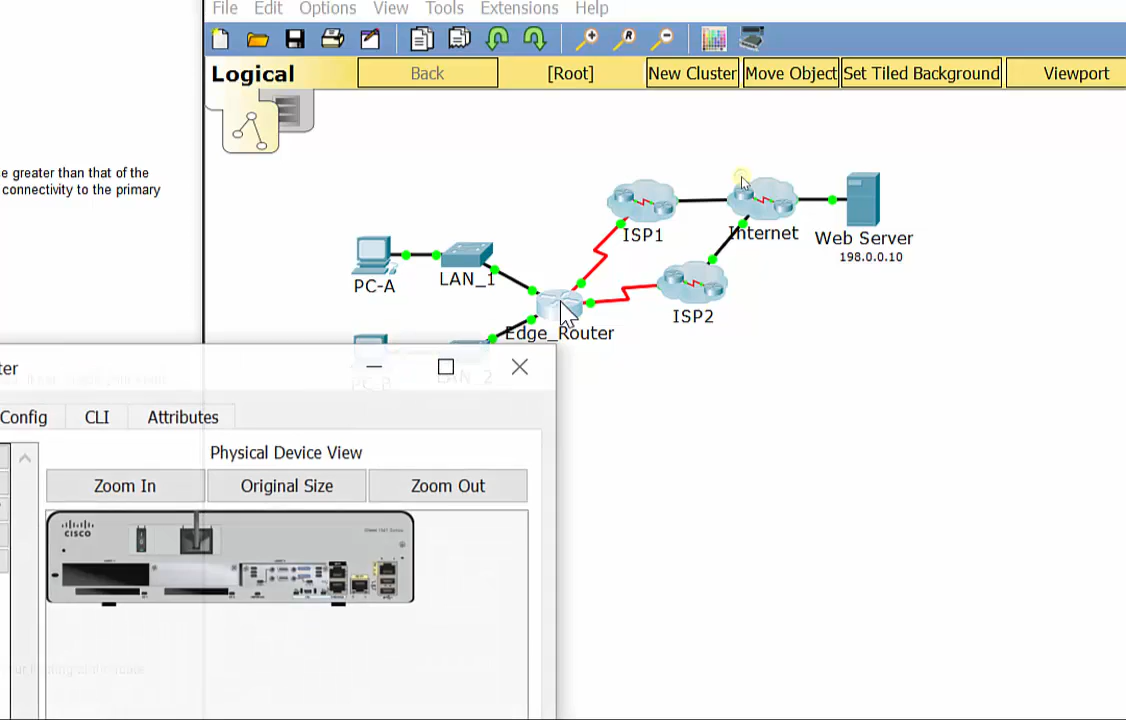 File Edit Options View Tools Extensions Help
Logical Back [Root] New Cluster Move Object Set Tiled Background Viewport
e greater than that of the
connectivity to the primary
ISP1
Internet
Web Server
198.0.0.10
PC-A
LAN_1
ISP2
Edge_Router
LAN_2
ter
Config CLI Attributes
Physical Device View
Zoom In Original Size Zoom Out
CISCO